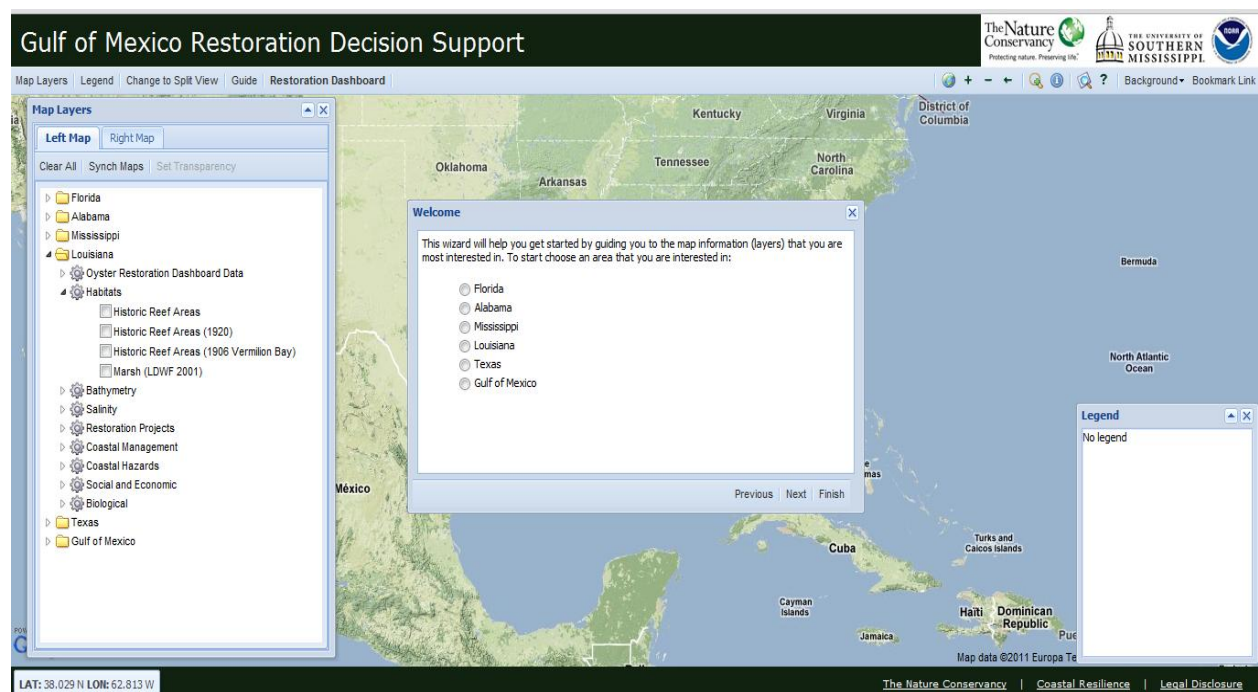 Gulf of Mexico Restoration Decision Support
The Nature
Conservancy
Protecting nature. Preserving life.
THE UNIVERSITY OF
SOUTHERN
MISSISSIPPI
NOAA
Map Layers Legend Change to Split View Guide Restoration Dashboard
+ - ? Background Bookmark Link
Map Layers
Left Map Right Map
Clear All Synch Maps Set Transparency
Florida
Alabama
Mississippi
Louisiana
Oyster Restoration Dashboard Data
Habitats
Historic Reef Areas
Historic Reef Areas (1920)
Historic Reef Areas (1906 Vermilion Bay)
Marsh (LDWF 2001)
Bathymetry
Salinity
Restoration Projects
Coastal Management
Coastal Hazards
Social and Economic
Biological
Texas
Gulf of Mexico
Kentucky
Virginia
District of
Columbia
Oklahoma
Tennessee
North
Carolina
Arkansas
Welcome
This wizard will help you get started by guiding you to the map information (layers) that you are
most interested in. To start choose an area that you are interested in:
Florida
Alabama
Mississippi
Louisiana
Texas
Gulf of Mexico
Previous Next Finish
Bermuda
North Atlantic
Ocean
Legend
No legend
México
Cuba
Turks and
Caicos Islands
Cayman
Islands
Haiti
Dominican
Republic
Jamaica
Map data ©2011 Europa Te
LAT: 38.029 N LON: 62.813 W
The Nature Conservancy | Coastal Resilience | Legal Disclosure